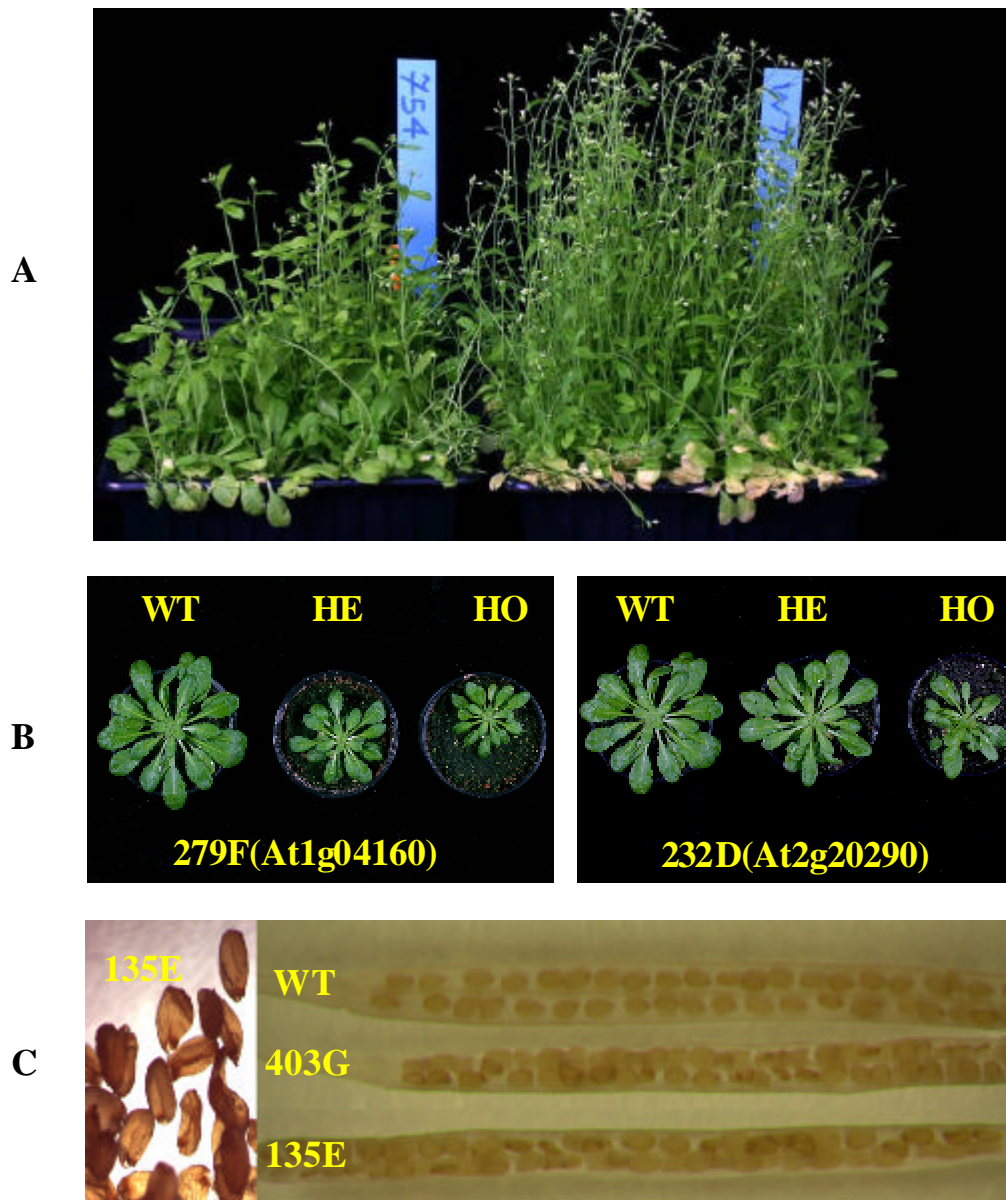 A
754
WT
B
WT HE HO
279F(At1g04160)
WT HE HO
232D(At2g20290)
C
135E
WT
403G
135E